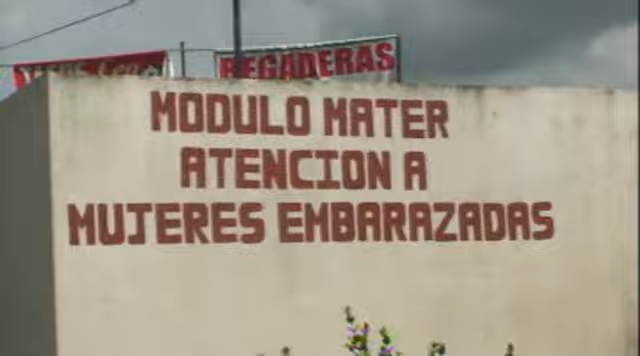 REGADERAS
MODULO MATER
ATENCION A
MUJERES EMBARAZADAS